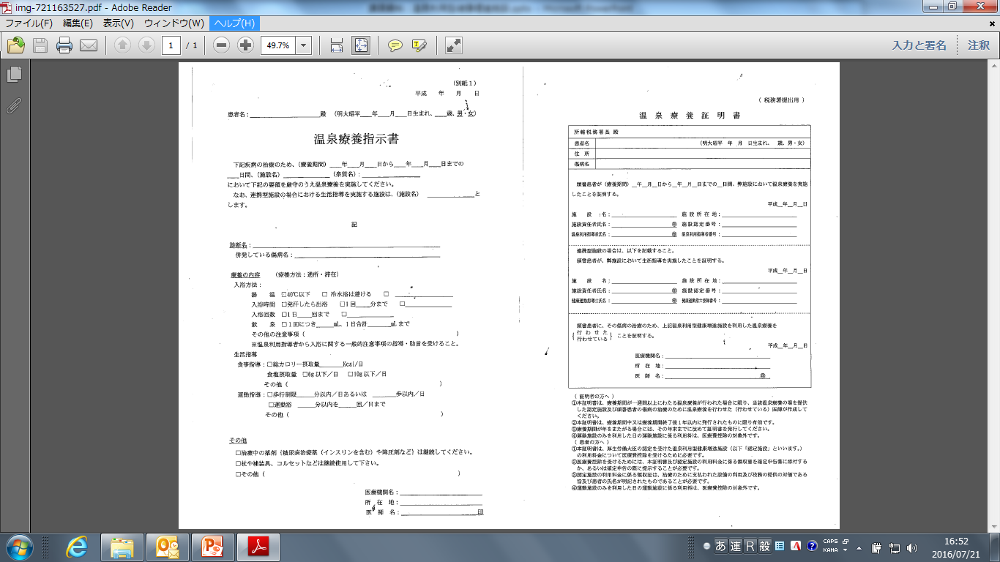 img-721163527.pdf - Adobe Reader
ファイル(F) 編集(E) 表示(V) ウィンドウ(W) ヘルプ(H)
1 / 1 49.7% 入力と署名 注釈
（別紙１）
平成　　年　　月　　日
患者名：＿＿＿＿＿＿殿　（明大昭平＿＿年＿＿月＿＿日生まれ、＿＿歳、男・女）
温泉療養指示書
下記疾病の治療のため、（療養期間）＿＿年＿＿月＿＿日から＿＿年＿＿月＿＿日までの
＿＿日間、（施設名）＿＿＿＿＿＿（泉質名）：＿＿＿＿＿＿
において下記の要領を厳守のうえ温泉療養を実施してください。
なお、連携型施設の場合における生活指導を実施する施設は、（施設名）　＿＿＿＿＿＿と
します。
記
診断名：＿＿＿＿＿＿
併発している傷病名：＿＿＿＿＿＿
療養の内容　（療養方法：通所・滞在）
入浴方法：
湯　　温　□40℃以下　□ 冷水浴は避ける　□　＿＿＿＿＿＿
入浴時間　□発汗したら出浴　□１回＿＿＿分まで　□＿＿＿＿＿＿
入浴回数　□１日＿＿＿回まで　□＿＿＿＿＿＿
飲　　泉　□１回につき＿＿＿mL、１日合計＿＿＿mLまで
その他の注意事項（　　　　）
※温泉利用指導者から入浴に関する一般的注意事項の指導・助言を受けること。
生活指導
食事指導：□総カロリー摂取量＿＿＿＿Kcal/日
食塩摂取量　□6g以下／日　□10g以下／日
その他（　　　　）
運動指導：□歩行制限＿＿＿分以内／日あるいは　＿＿＿歩以内／日
□運動浴　＿＿＿分以内を＿＿＿回／日まで
その他（　　　　）
その他
□治療中の薬剤｛糖尿病治療薬（インスリンを含む）や降圧剤など｝は継続してください。
□杖や補装具、コルセットなどは継続使用して下さい。
□その他（　　　　）
医療機関名：＿＿＿＿＿＿
所　在　地：＿＿＿＿＿＿
医　師　名：＿＿＿＿＿＿印
（ 税務署提出用 ）
温 泉 療 養 証 明 書
所轄税務署長 殿
患者名　（明大昭平　年　月　日生まれ、　歳、男・女）
住　所
傷病名
頭書患者が（療養期間）＿年＿月＿日から＿年＿月＿日までの＿日間、弊施設において温泉療養を実施
したことを証明する。
平成＿年＿月＿日
施　設　名：＿＿＿＿＿＿　施 設 所 在 地：＿＿＿＿＿＿
施設責任者氏名：＿＿＿＿＿＿㊞　施 設 認 定 番 号：＿＿＿＿＿＿
温泉利用指導者氏名：＿＿＿＿＿＿㊞　温泉利用指導者番号：＿＿＿＿＿＿
連携型施設の場合は、以下を記載すること。
頭書患者が、弊施設において生活指導を実施したことを証明する。
平成＿年＿月＿日
施　設　名：＿＿＿＿＿＿　施 設 所 在 地：＿＿＿＿＿＿
施設責任者氏名：＿＿＿＿＿＿㊞　施 設 認 定 番 号：＿＿＿＿＿＿
健康運動指導士氏名：＿＿＿＿＿＿㊞　健康運動指導士登録番号：＿＿＿＿＿＿
頭書患者に、その傷病の治療のため、上記温泉利用型健康増進施設を利用した温泉療養を
｛行 わ せ た
行わせている｝ことを証明する。
平成＿年＿月＿日
医療機関名：＿＿＿＿＿＿
所　在　地：＿＿＿＿＿＿
医　師　名：＿＿＿＿＿＿㊞
（ 証明者の方へ ）
①本証明書は、療養期間が一週間以上にわたる温泉療養が行われた場合に限り、当該温泉療養の場を提供
した認定施設及び頭書患者の傷病の治療のために温泉療養を行わせた（行わせている）医師が作成して
ください。
②本証明書は、療養期間中又は療養期間終了後１年以内に発行されたものに限り有効です。
③療養期間が年をまたがる場合には、その年末までに改めて証明書を発行してください。
④運動施設のみを利用した日の運動施設に係る利用料は、医療費控除の対象外です。
（ 患者の方へ ）
①本証明書は、厚生労働大臣の認定を受けた温泉利用型健康増進施設（以下「認定施設」といいます。）
の利用料金について医療費控除を受けるために必要です。
②医療費控除を受けるためには、本証明書及び認定施設の利用料金に係る領収書を確定申告書に添付する
か、あるいは確定申告の際に提示することが必要です。
③認定施設の利用料金に係る領収証は、治療のために支払われた設備の利用及び役務の提供の対価である
旨及び患者の氏名が明記されたものであることが必要です。
④運動施設のみを利用した日の運動施設に係る利用料は、医療費控除の対象外です。
あ 連 R 般 CAPS KANA
16:52
2016/07/21